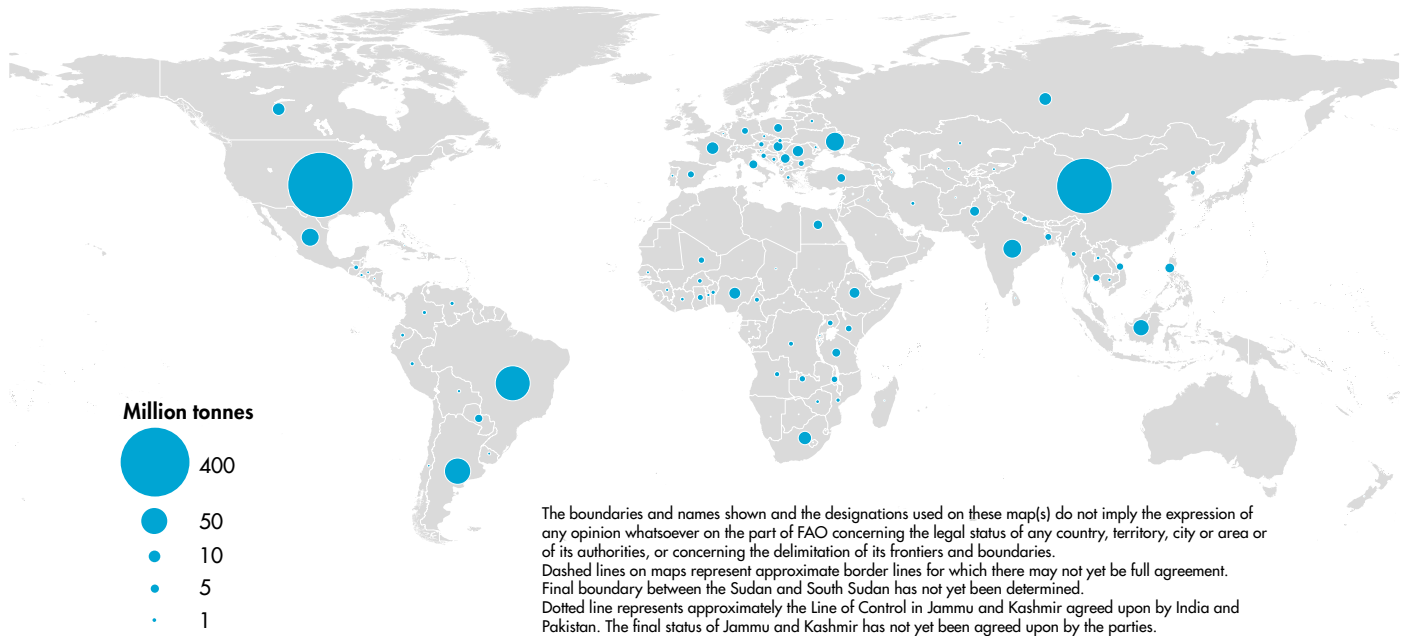 Million tonnes
400
50
10
5
1
The boundaries and names shown and the designations used on these map(s) do not imply the expression of
any opinion whatsoever on the part of FAO concerning the legal status of any country, territory, city or area or
of its authorities, or concerning the delimitation of its frontiers and boundaries.
Dashed lines on maps represent approximate border lines for which there may not yet be full agreement.
Final boundary between the Sudan and South Sudan has not yet been determined.
Dotted line represents approximately the Line of Control in Jammu and Kashmir agreed upon by India and
Pakistan. The final status of Jammu and Kashmir has not yet been agreed upon by the parties.